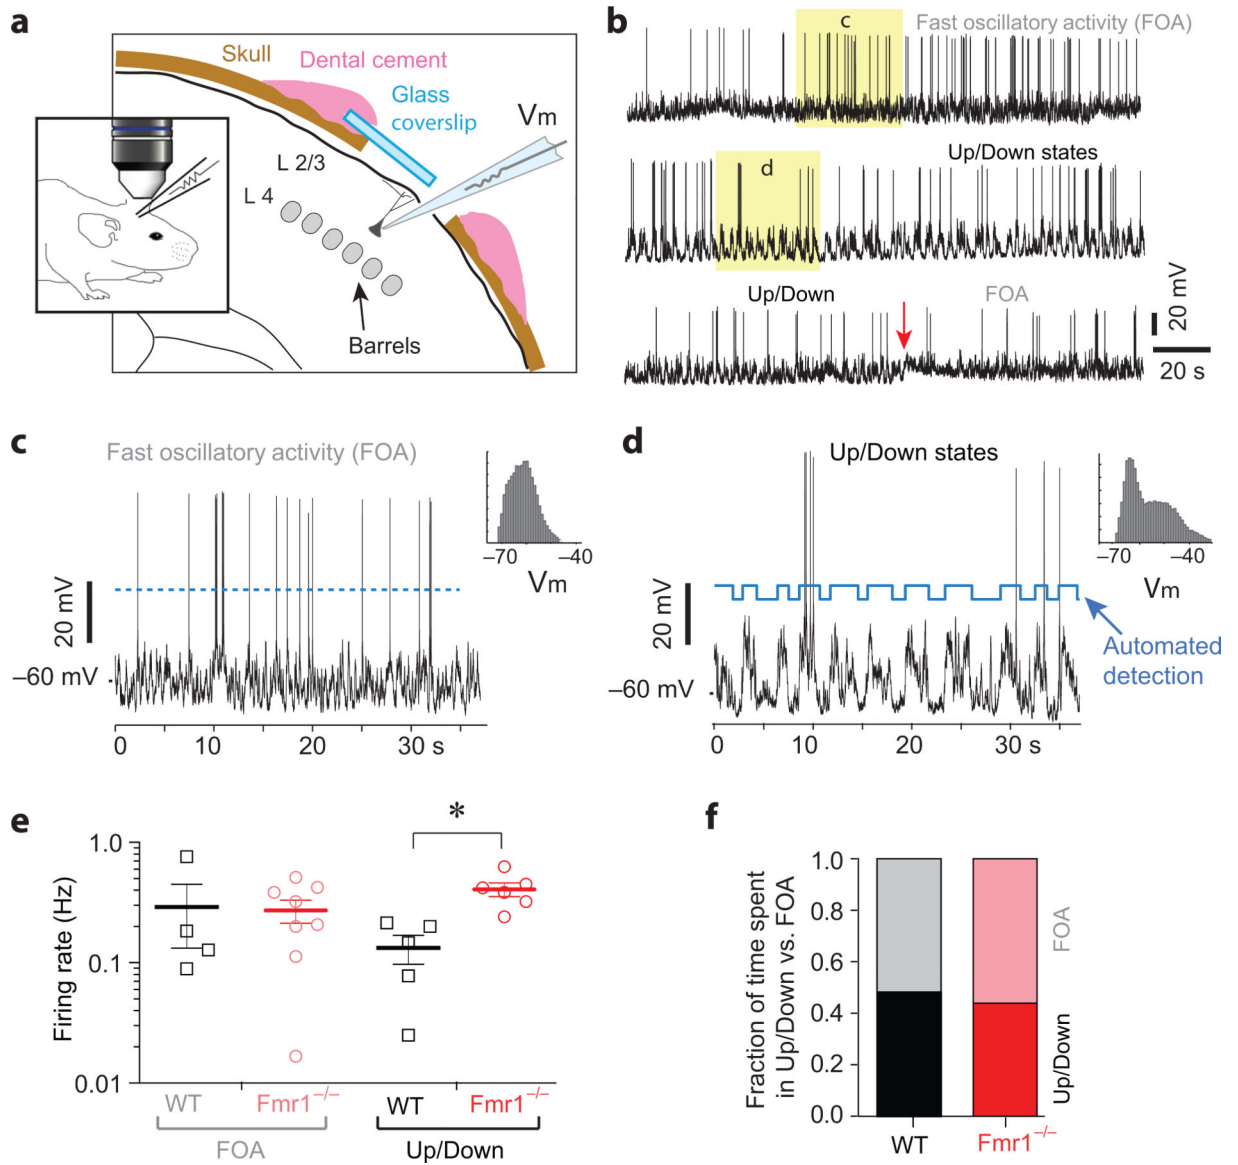 a
Skull
Dental cement
Glass
coverslip
Vm
L 2/3
L 4
Barrels
b
c
Fast oscillatory activity (FOA)
d
Up/Down states
Up/Down
FOA
20 mV
20 s
c
Fast oscillatory activity (FOA)
20 mV
–60 mV
0 10 20 30 s
–70 –40
Vm
d
Up/Down states
20 mV
–60 mV
0 10 20 30 s
–70 –40
Vm
Automated
detection
e
Firing rate (Hz)
1.0
0.1
0.01
*
WT Fmr1–/– WT Fmr1–/–
FOA Up/Down
f
Fraction of time spent
in Up/Down vs. FOA
1.0
0.8
0.6
0.4
0.2
0.0
FOA
Up/Down
WT Fmr1–/–